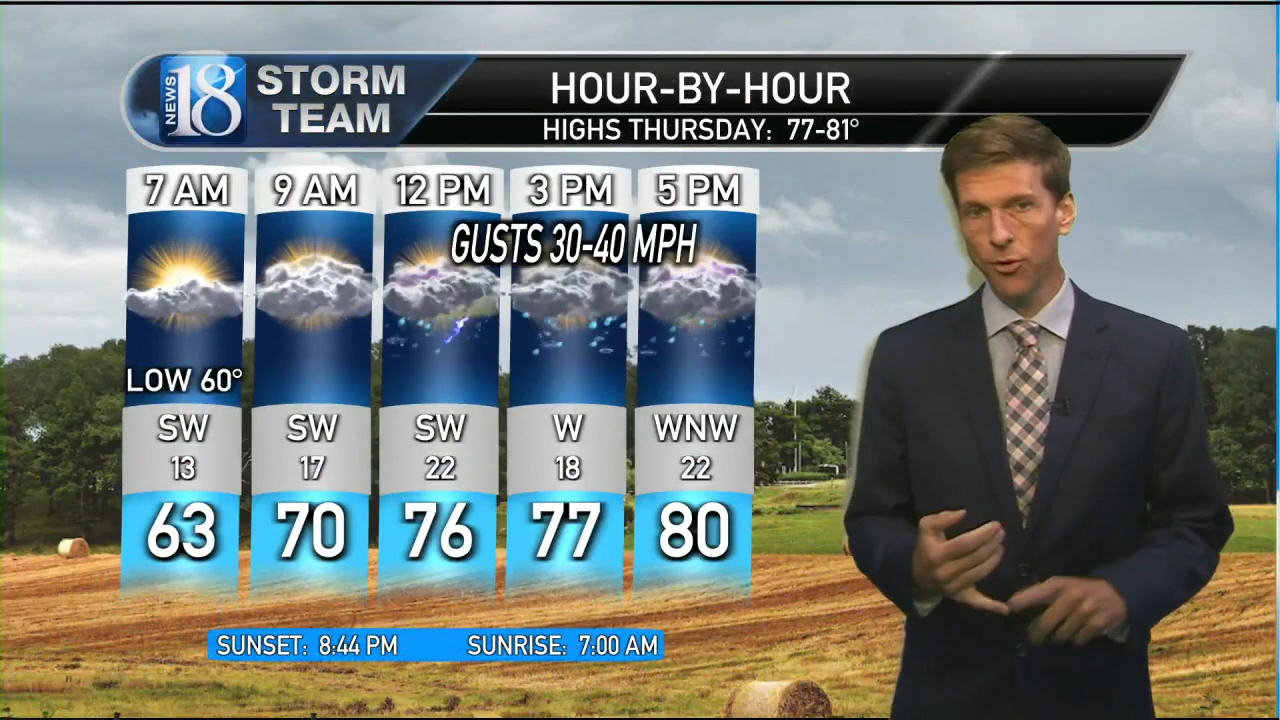 NEWS 18
STORM
TEAM
HOUR-BY-HOUR
HIGHS THURSDAY: 77-81°
7 AM 9 AM 12 PM 3 PM 5 PM
GUSTS 30-40 MPH
LOW 60°
SW SW SW W WNW
13 17 22 18 22
63 70 76 77 80
SUNSET: 8:44 PM SUNRISE: 7:00 AM